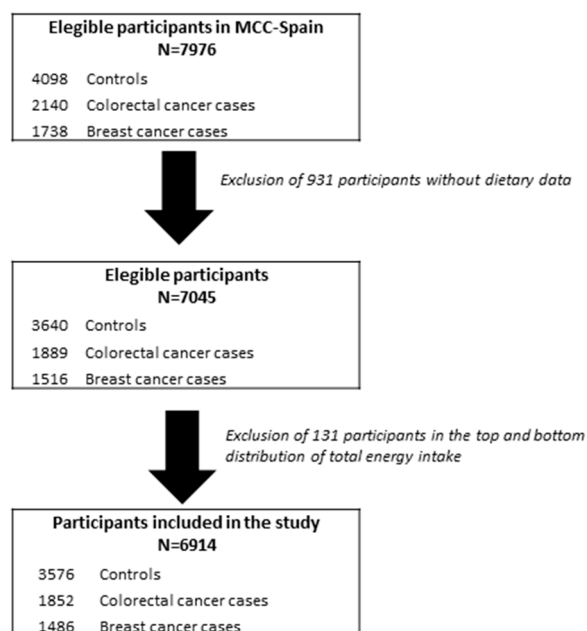 Elegible participants in MCC-Spain
N=7976
4098 Controls
2140 Colorectal cancer cases
1738 Breast cancer cases
Exclusion of 931 participants without dietary data
Elegible participants
N=7045
3640 Controls
1889 Colorectal cancer cases
1516 Breast cancer cases
Exclusion of 131 participants in the top and bottom
distribution of total energy intake
Participants included in the study
N=6914
3576 Controls
1852 Colorectal cancer cases
1486 Breast cancer cases